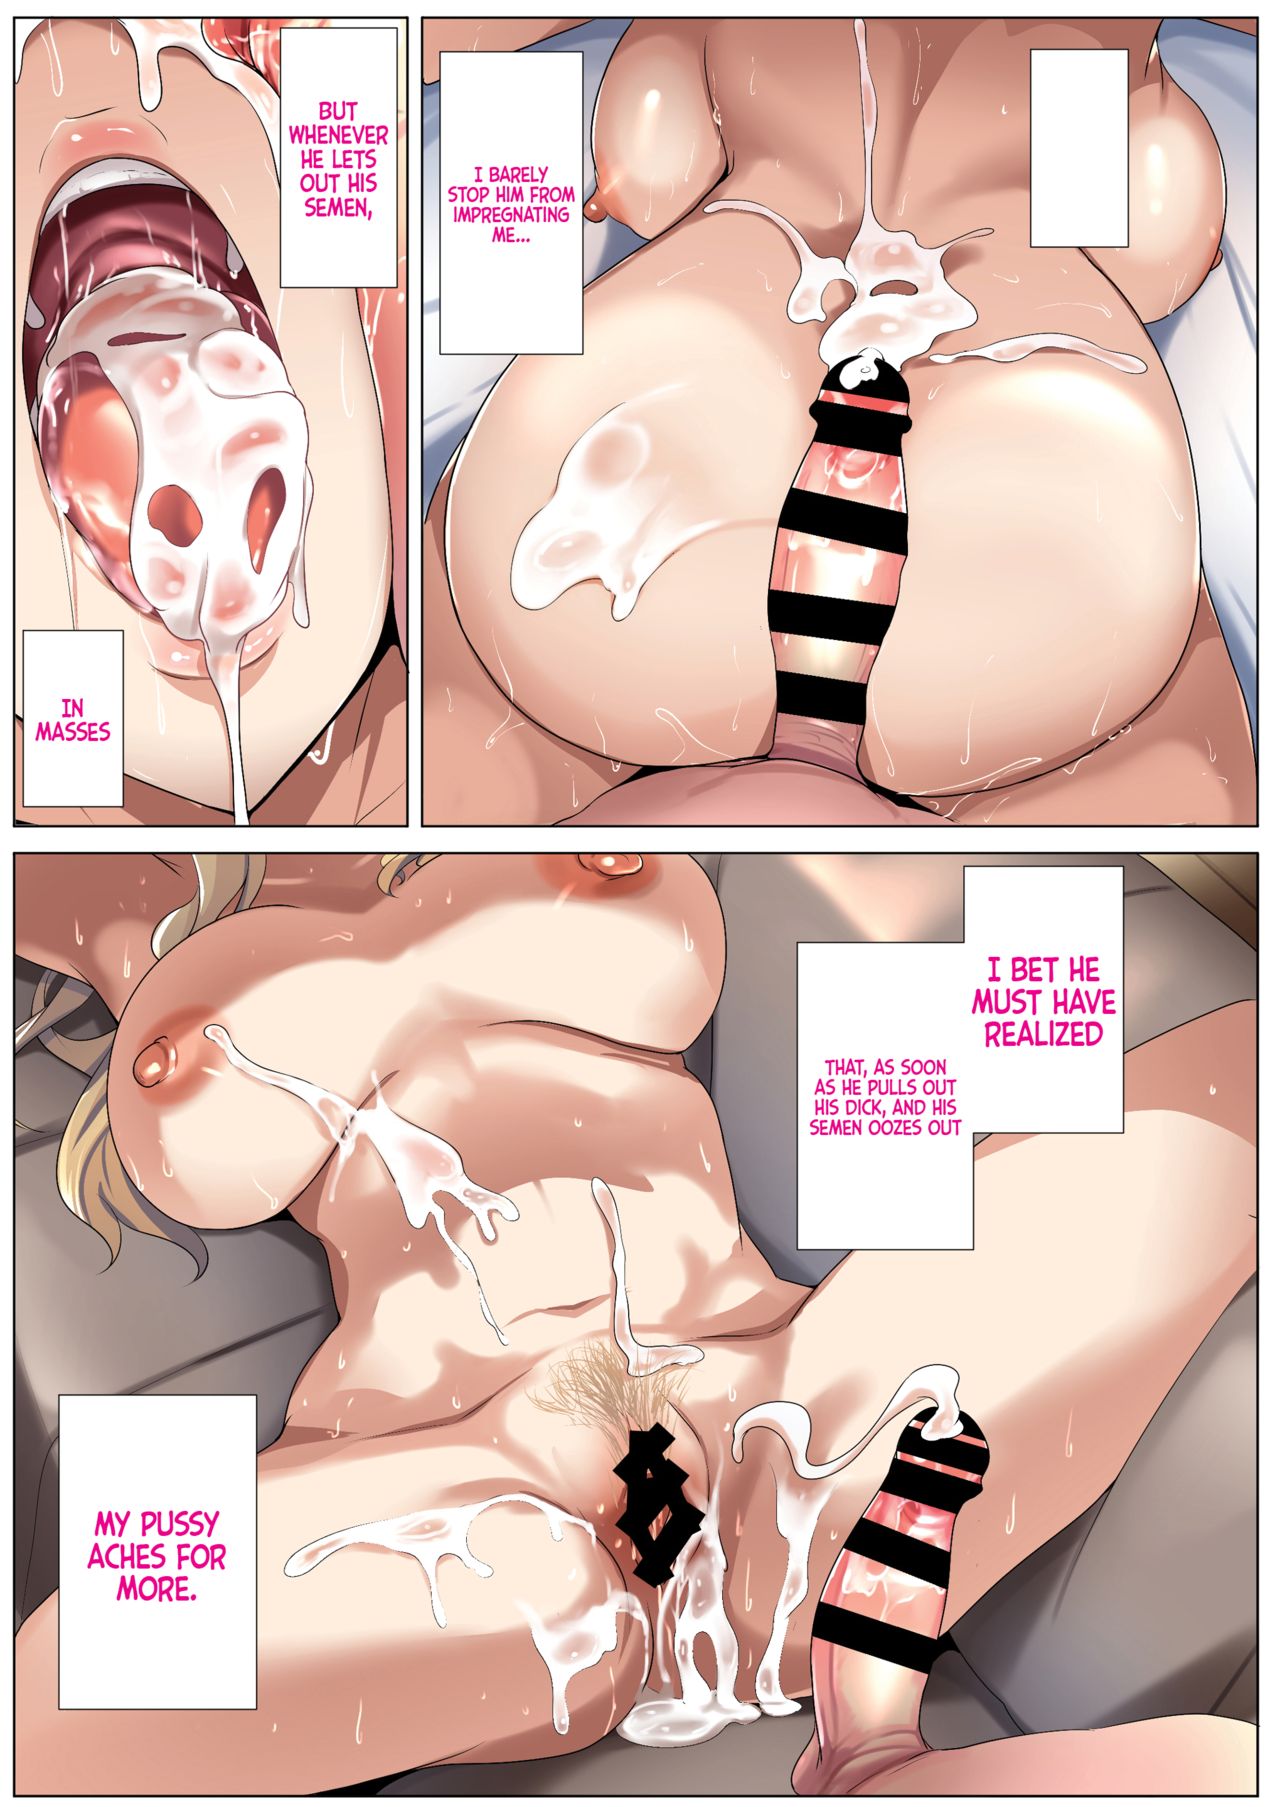 I BARELY
STOP HIM FROM
IMPREGNATING
ME...
BUT
WHENEVER
HE LETS
OUT HIS
SEMEN,
IN
MASSES
I BET HE
MUST HAVE
REALIZED
THAT, AS SOON
AS HE PULLS OUT
HIS DICK, AND HIS
SEMEN OOZES OUT
MY PUSSY
ACHES FOR
MORE.